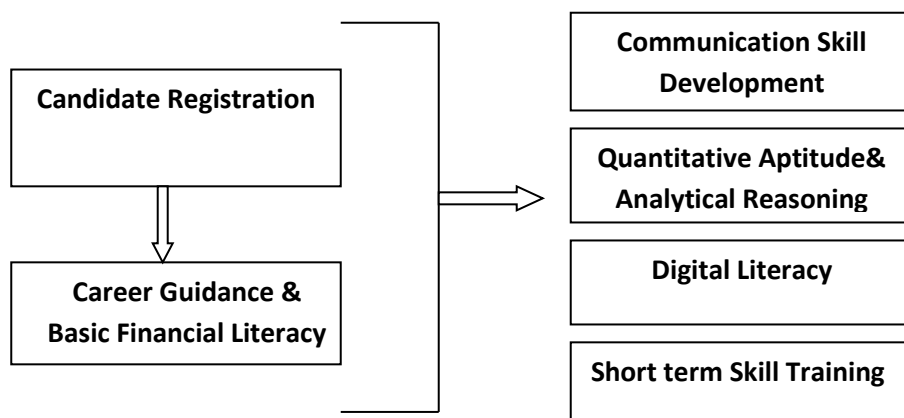 Candidate Registration
Career Guidance &
Basic Financial Literacy
Communication Skill
Development
Quantitative Aptitude&
Analytical Reasoning
Digital Literacy
Short term Skill Training